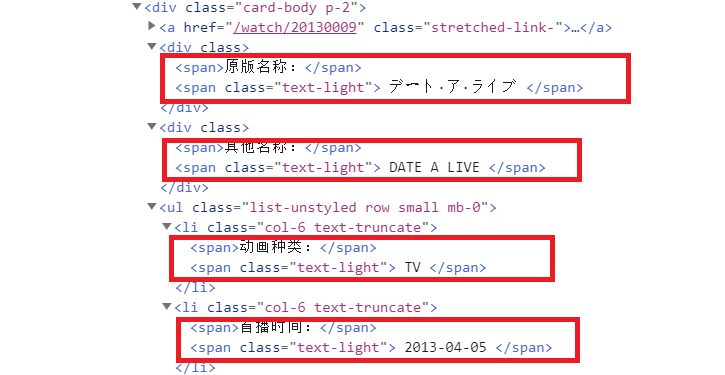 <div class="card-body p-2">
<a href="/watch/20130009" class="stretched-link-">…</a>
<div class>
<span>原版名称：</span>
<span class="text-light"> デート・ア・ライブ </span>
</div>
<div class>
<span>其他名称：</span>
<span class="text-light"> DATE A LIVE </span>
</div>
<ul class="list-unstyled row small mb-0">
<li class="col-6 text-truncate">
<span>动画种类：</span>
<span class="text-light"> TV </span>
</li>
<li class="col-6 text-truncate">
<span>首播时间：</span>
<span class="text-light"> 2013-04-05 </span>
</li>